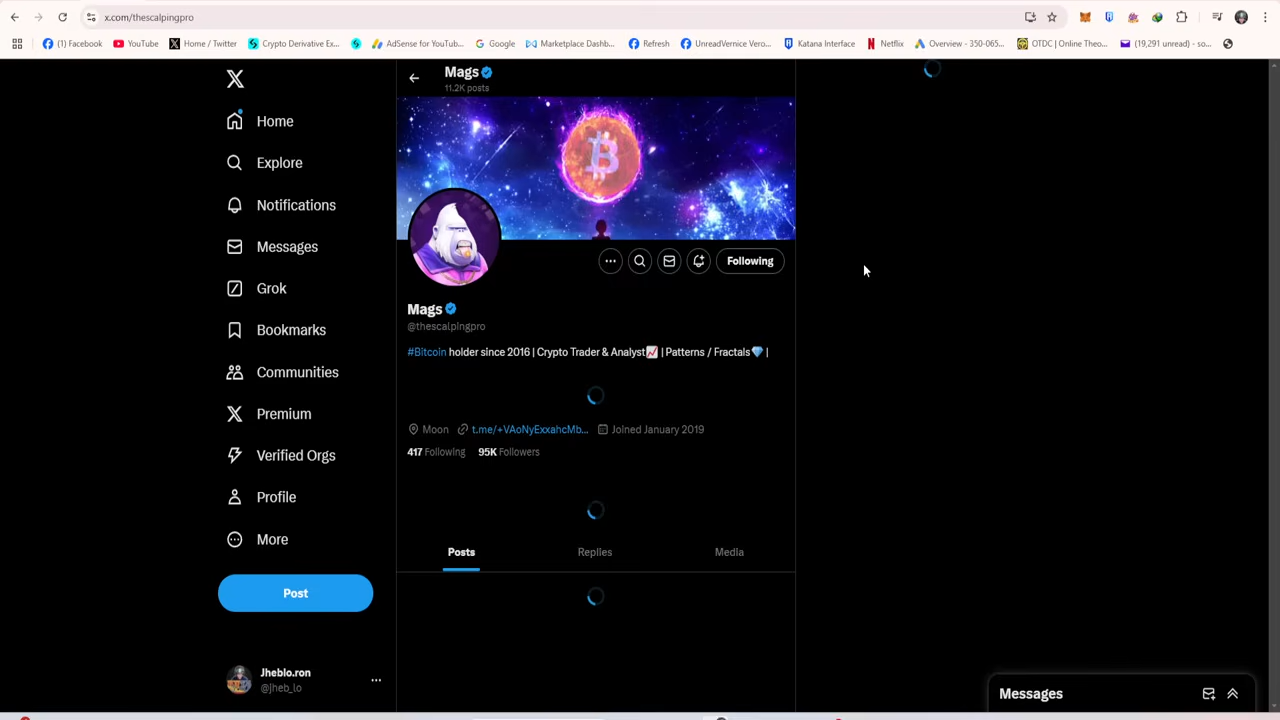 x.com/thescalpingpro
(1) Facebook
YouTube
Home / Twitter
Crypto Derivative Ex...
AdSense for YouTub...
Google
Marketplace Dashb...
Refresh
UnreadVernice Vero...
Katana Interface
Netflix
Overview - 350-065...
OTDC | Online Theo...
(19,291 unread) - so...
Mags
11.2K posts
Home
Explore
Notifications
Messages
Grok
Bookmarks
Communities
Premium
Verified Orgs
Profile
More
Post
Jheblo.ron
@jheb_lo
Following
Mags
@thescalpingpro
#Bitcoin holder since 2016 | Crypto Trader & Analyst📈 | Patterns / Fractals💎 |
Moon t.me/+VAoNyExxahcMb... Joined January 2019
417 Following 95K Followers
Posts Replies Media
Messages